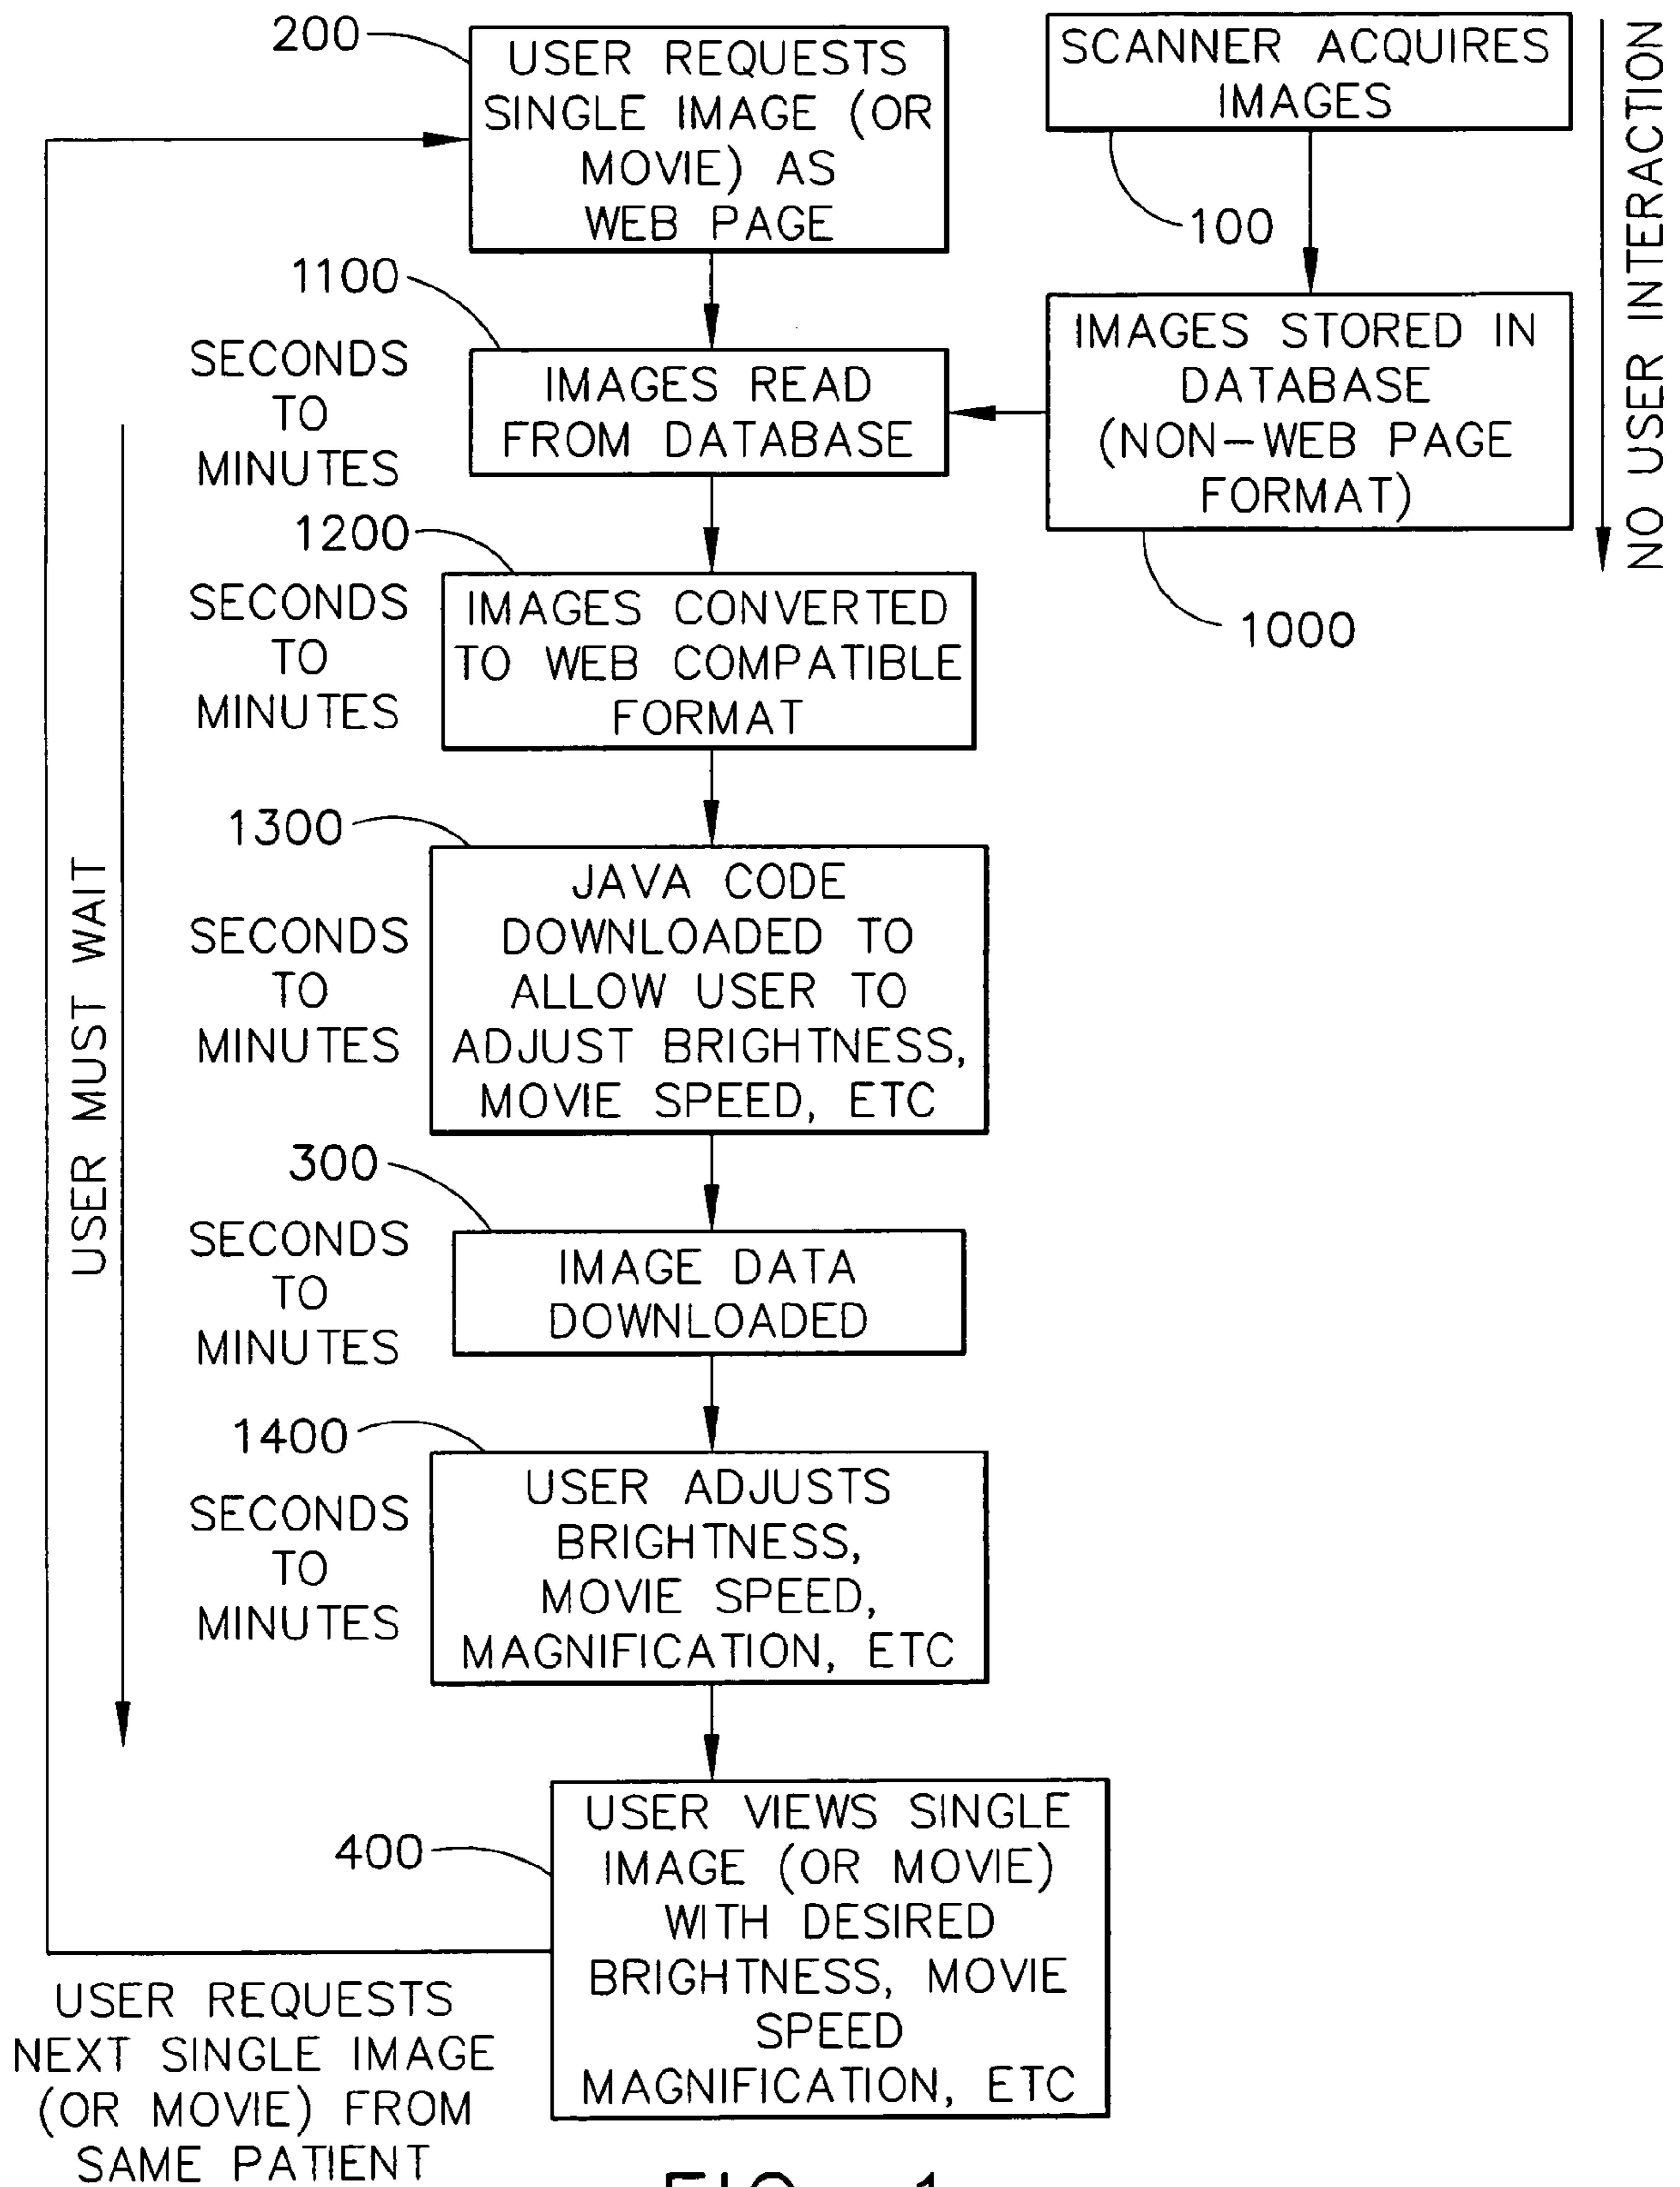 200
USER REQUESTS
SINGLE IMAGE (OR
MOVIE) AS
WEB PAGE
SCANNER ACQUIRES
IMAGES
100
NO USER INTERACTION
1100
SECONDS
TO
MINUTES
IMAGES READ
FROM DATABASE
IMAGES STORED IN
DATABASE
(NON-WEB PAGE
FORMAT)
1000
1200
SECONDS
TO
MINUTES
IMAGES CONVERTED
TO WEB COMPATIBLE
FORMAT
USER MUST WAIT
1300
SECONDS
TO
MINUTES
JAVA CODE
DOWNLOADED TO
ALLOW USER TO
ADJUST BRIGHTNESS,
MOVIE SPEED, ETC
300
SECONDS
TO
MINUTES
IMAGE DATA
DOWNLOADED
1400
SECONDS
TO
MINUTES
USER ADJUSTS
BRIGHTNESS,
MOVIE SPEED,
MAGNIFICATION, ETC
400
USER VIEWS SINGLE
IMAGE (OR MOVIE)
WITH DESIRED
BRIGHTNESS, MOVIE
SPEED
MAGNIFICATION, ETC
USER REQUESTS
NEXT SINGLE IMAGE
(OR MOVIE) FROM
SAME PATIENT